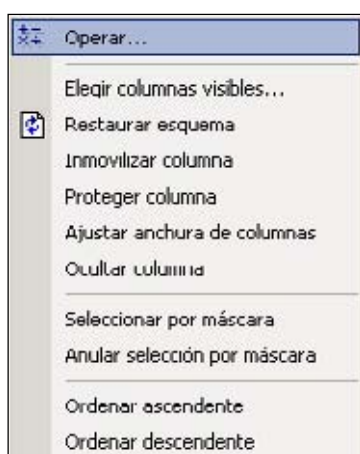 Operar...
Elegir columnas visibles...
Restaurar esquema
Inmovilizar columna
Proteger columna
Ajustar anchura de columnas
Ocultar columna
Seleccionar por máscara
Anular selección por máscara
Ordenar ascendente
Ordenar descendente